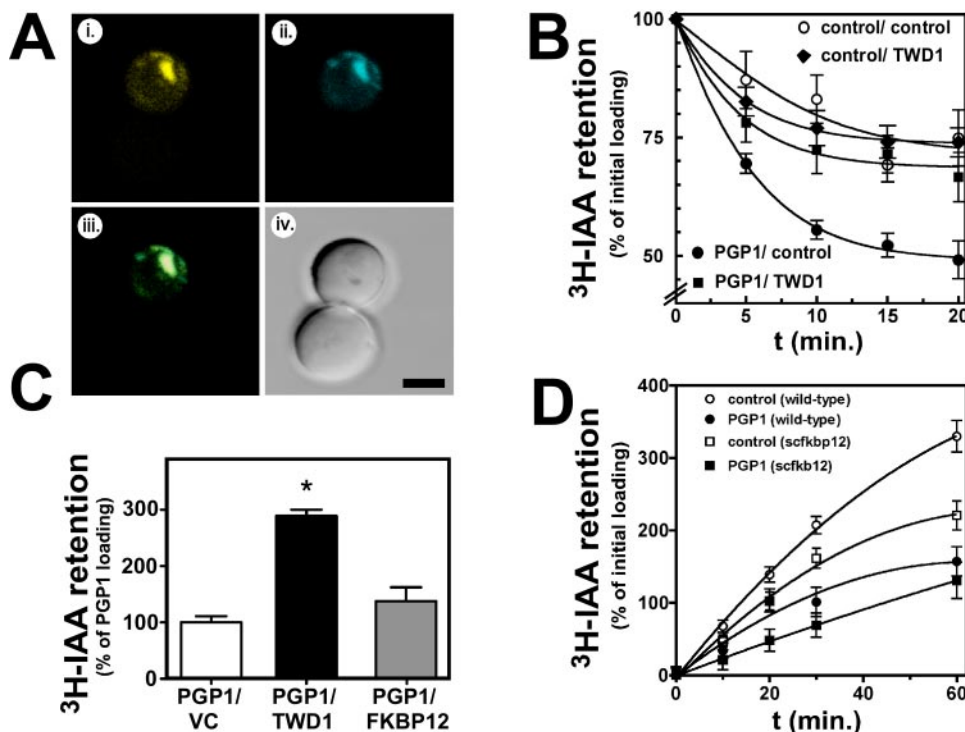 A
i.
ii.
iii.
iv.
B
³H-IAA retention
(% of initial loading)
100
75
50
control/ control
control/ TWD1
PGP1/ control
PGP1/ TWD1
0 5 10 15 20
t (min.)
C
³H-IAA retention
(% of PGP1 loading)
300
200
100
0
*
PGP1/ PGP1/ PGP1/
VC TWD1 FKBP12
D
³H-IAA retention
(% of initial loading)
400
300
200
100
0
control (wild-type)
PGP1 (wild-type)
control (scfkbp12)
PGP1 (scfkb12)
0 20 40 60
t (min.)